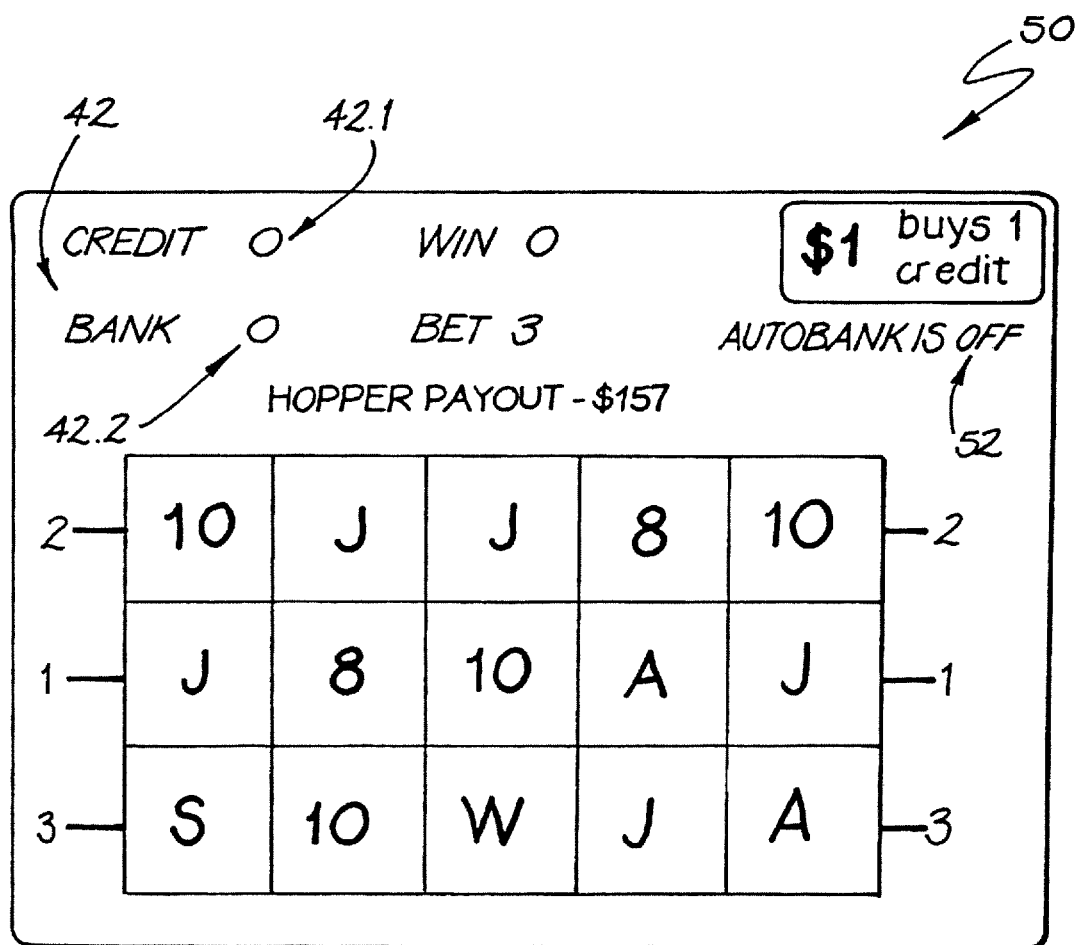 50
42 42.1
CREDIT 0 WIN 0 $1 buys 1
credit
BANK 0 BET 3 AUTOBANK IS OFF
HOPPER PAYOUT - $157
42.2 52
2 10 J J 8 10 2
1 J 8 10 A J 1
3 S 10 W J A 3